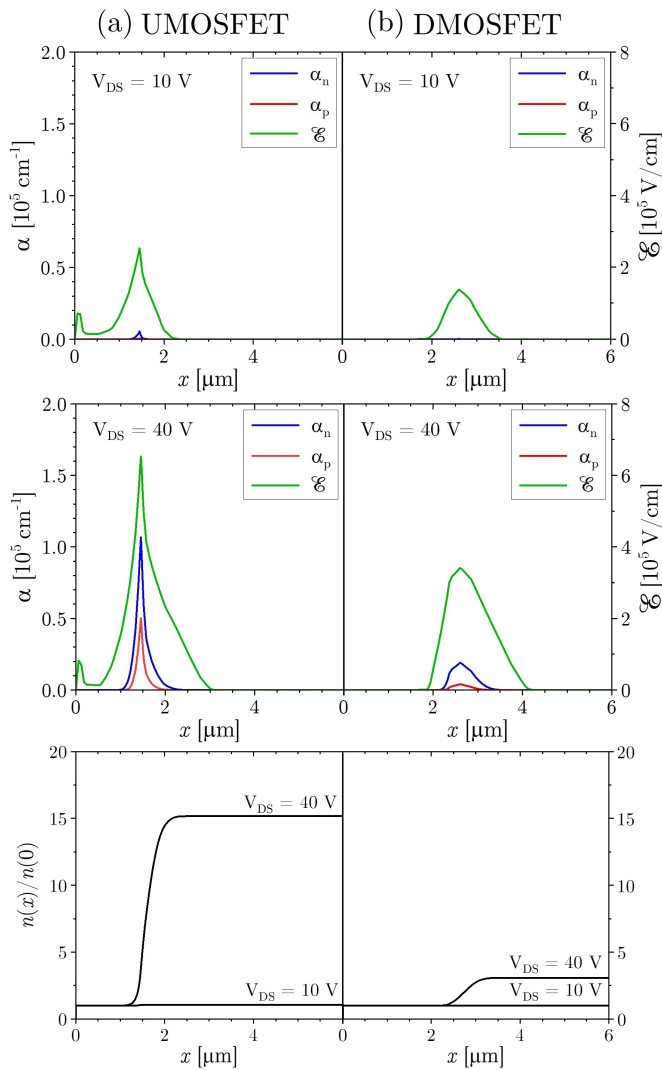 (a) UMOSFET
(b) DMOSFET
V_DS = 10 V
α_n
α_p
ℰ
2.0
1.5
1.0
0.5
0.0
α [10^5 cm^-1]
0 2 4
x [μm]
V_DS = 10 V
α_n
α_p
ℰ
8
6
4
2
0
ℰ [10^5 V/cm]
0 2 4 6
x [μm]
V_DS = 40 V
α_n
α_p
ℰ
2.0
1.5
1.0
0.5
0.0
α [10^5 cm^-1]
0 2 4
x [μm]
V_DS = 40 V
α_n
α_p
ℰ
8
6
4
2
0
ℰ [10^5 V/cm]
0 2 4 6
x [μm]
20
15
10
5
0
n(x)/n(0)
V_DS = 40 V
V_DS = 10 V
0 2 4
x [μm]
20
15
10
5
0
V_DS = 40 V
V_DS = 10 V
0 2 4 6
x [μm]